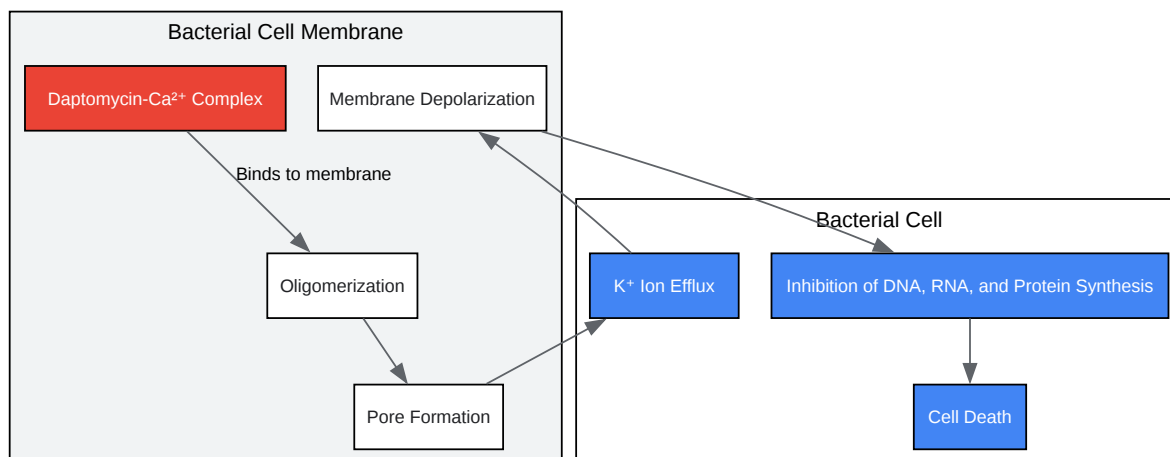 Bacterial Cell Membrane
Daptomycin-Ca²⁺ Complex
Membrane Depolarization
Binds to membrane
Bacterial Cell
Oligomerization
K⁺ Ion Efflux
Inhibition of DNA, RNA, and Protein Synthesis
Pore Formation
Cell Death